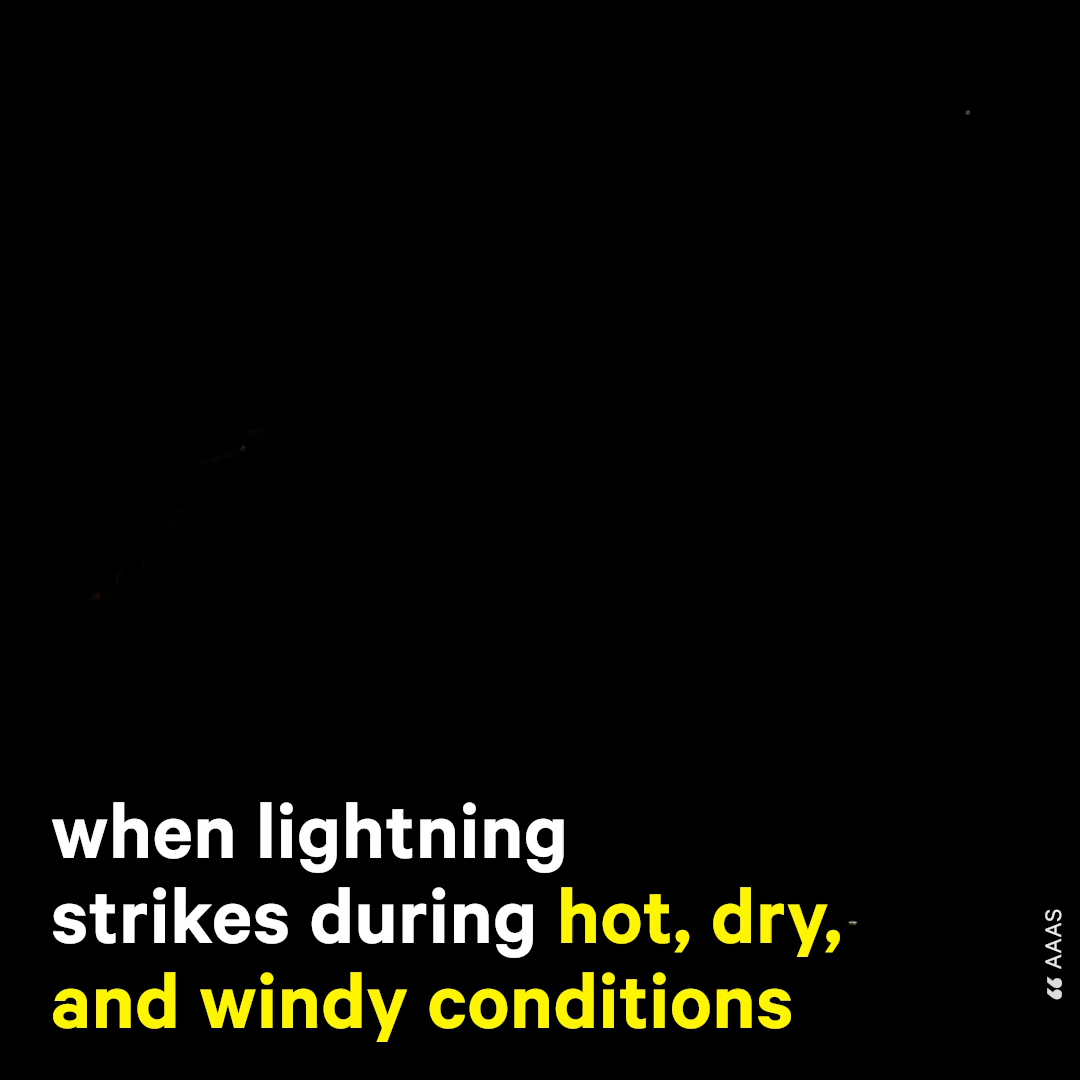 when lightning
strikes during hot, dry,
and windy conditions
❝ AAAS